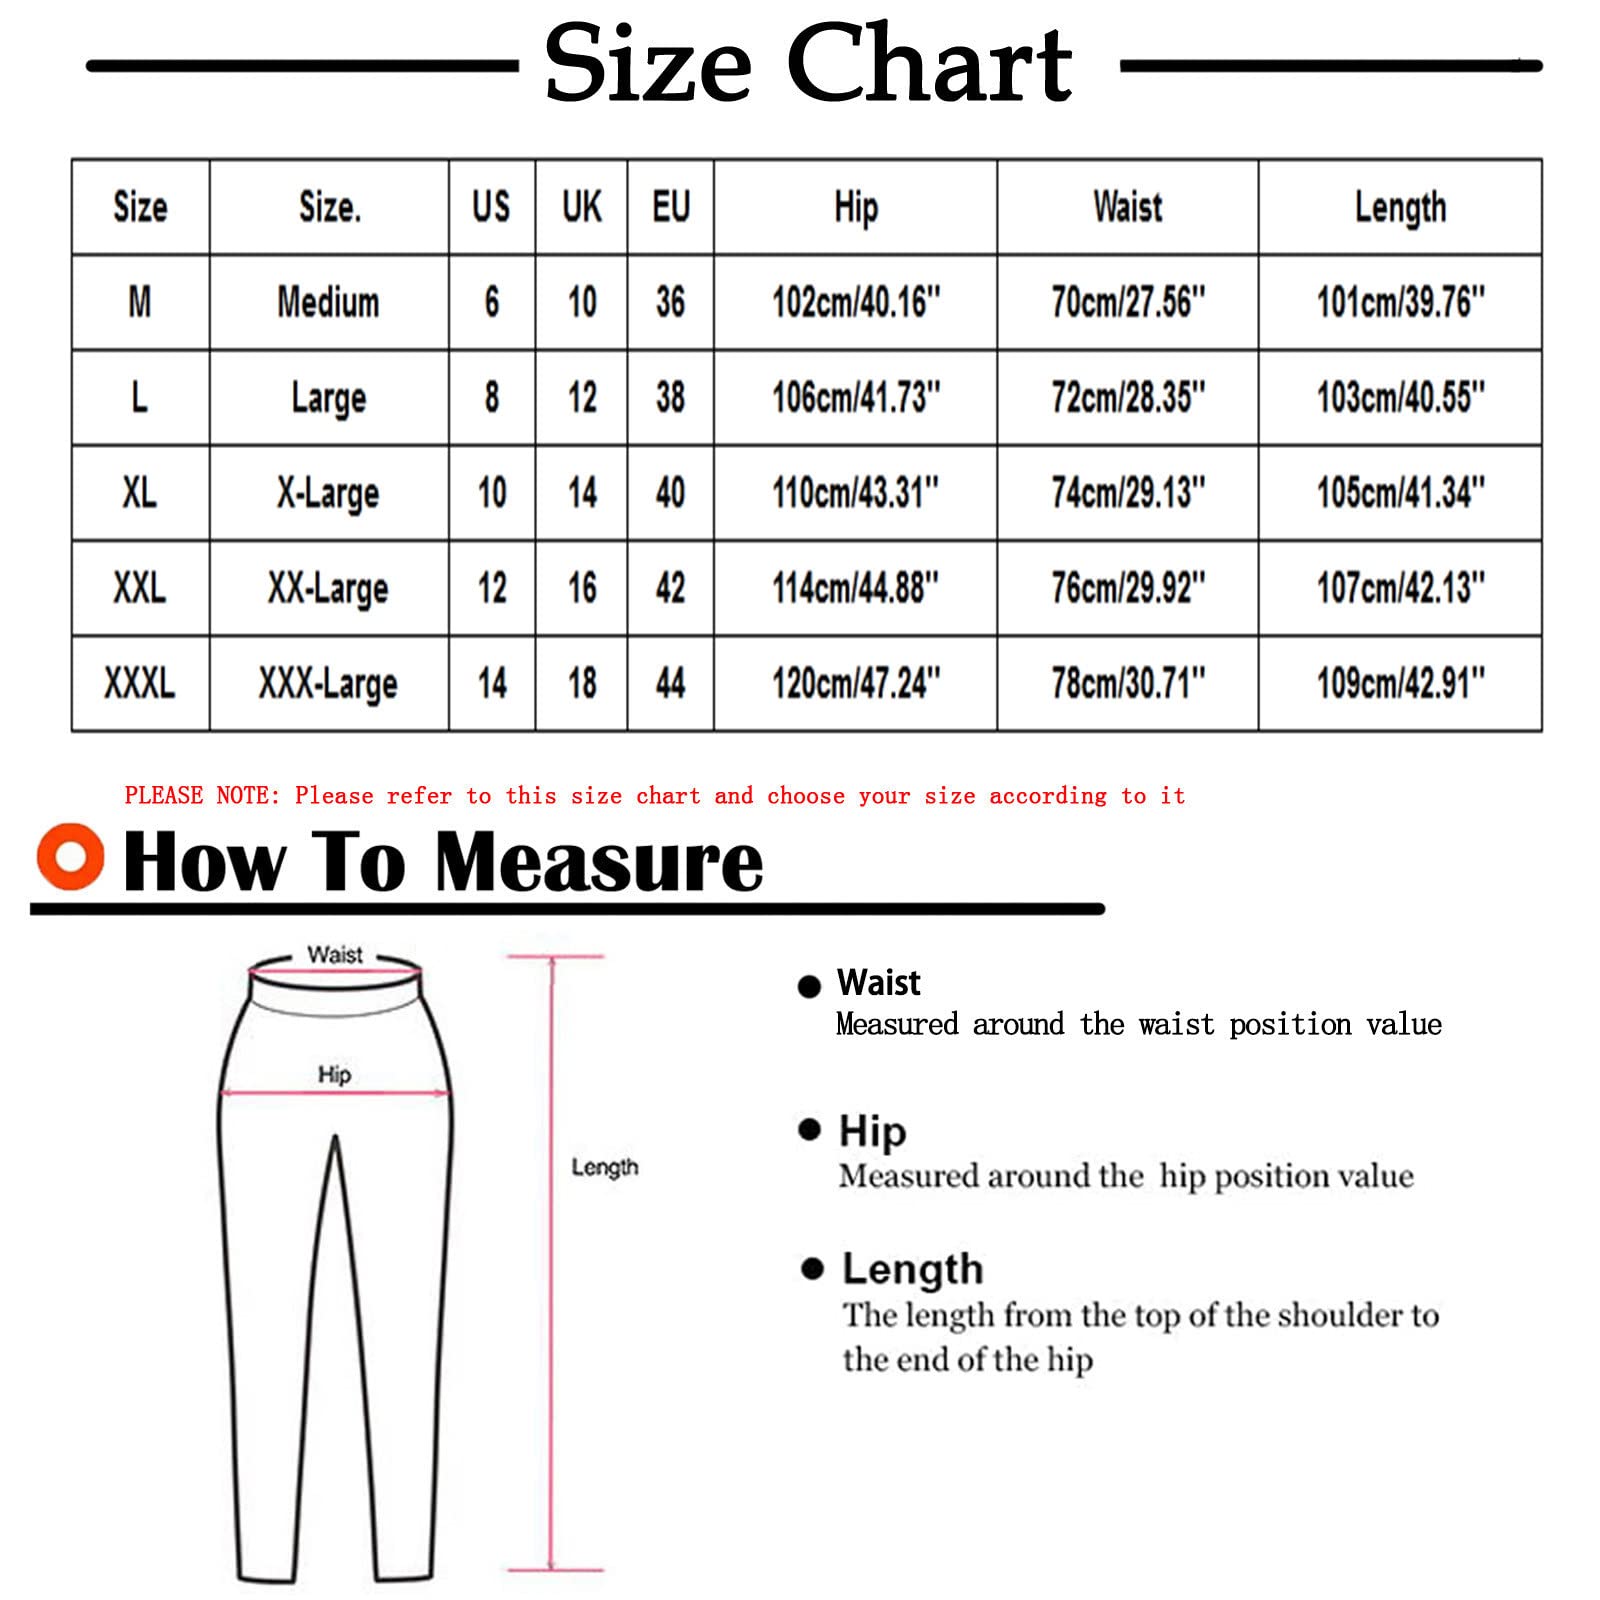 Size Chart
Size Size. US UK EU Hip Waist Length
M Medium 6 10 36 102cm/40.16'' 70cm/27.56'' 101cm/39.76''
L Large 8 12 38 106cm/41.73'' 72cm/28.35'' 103cm/40.55''
XL X-Large 10 14 40 110cm/43.31'' 74cm/29.13'' 105cm/41.34''
XXL XX-Large 12 16 42 114cm/44.88'' 76cm/29.92'' 107cm/42.13''
XXXL XXX-Large 14 18 44 120cm/47.24'' 78cm/30.71'' 109cm/42.91''
PLEASE NOTE: Please refer to this size chart and choose your size according to it
How To Measure
Waist
Hip
Length
Waist
Measured around the waist position value
Hip
Measured around the hip position value
Length
The length from the top of the shoulder to
the end of the hip